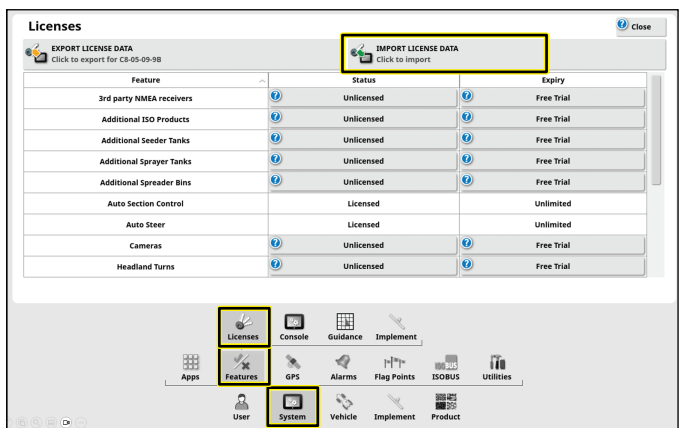 Licenses
Close
EXPORT LICENSE DATA
Click to export for C8-05-09-9B
IMPORT LICENSE DATA
Click to import
Feature Status Expiry
3rd party NMEA receivers Unlicensed Free Trial
Additional ISO Products Unlicensed Free Trial
Additional Seeder Tanks Unlicensed Free Trial
Additional Sprayer Tanks Unlicensed Free Trial
Additional Spreader Bins Unlicensed Free Trial
Auto Section Control Licensed Unlimited
Auto Steer Licensed Unlimited
Cameras Unlicensed Free Trial
Headland Turns Unlicensed Free Trial
Licenses Console Guidance Implement
Apps Features GPS Alarms Flag Points ISOBUS Utilities
User System Vehicle Implement Product